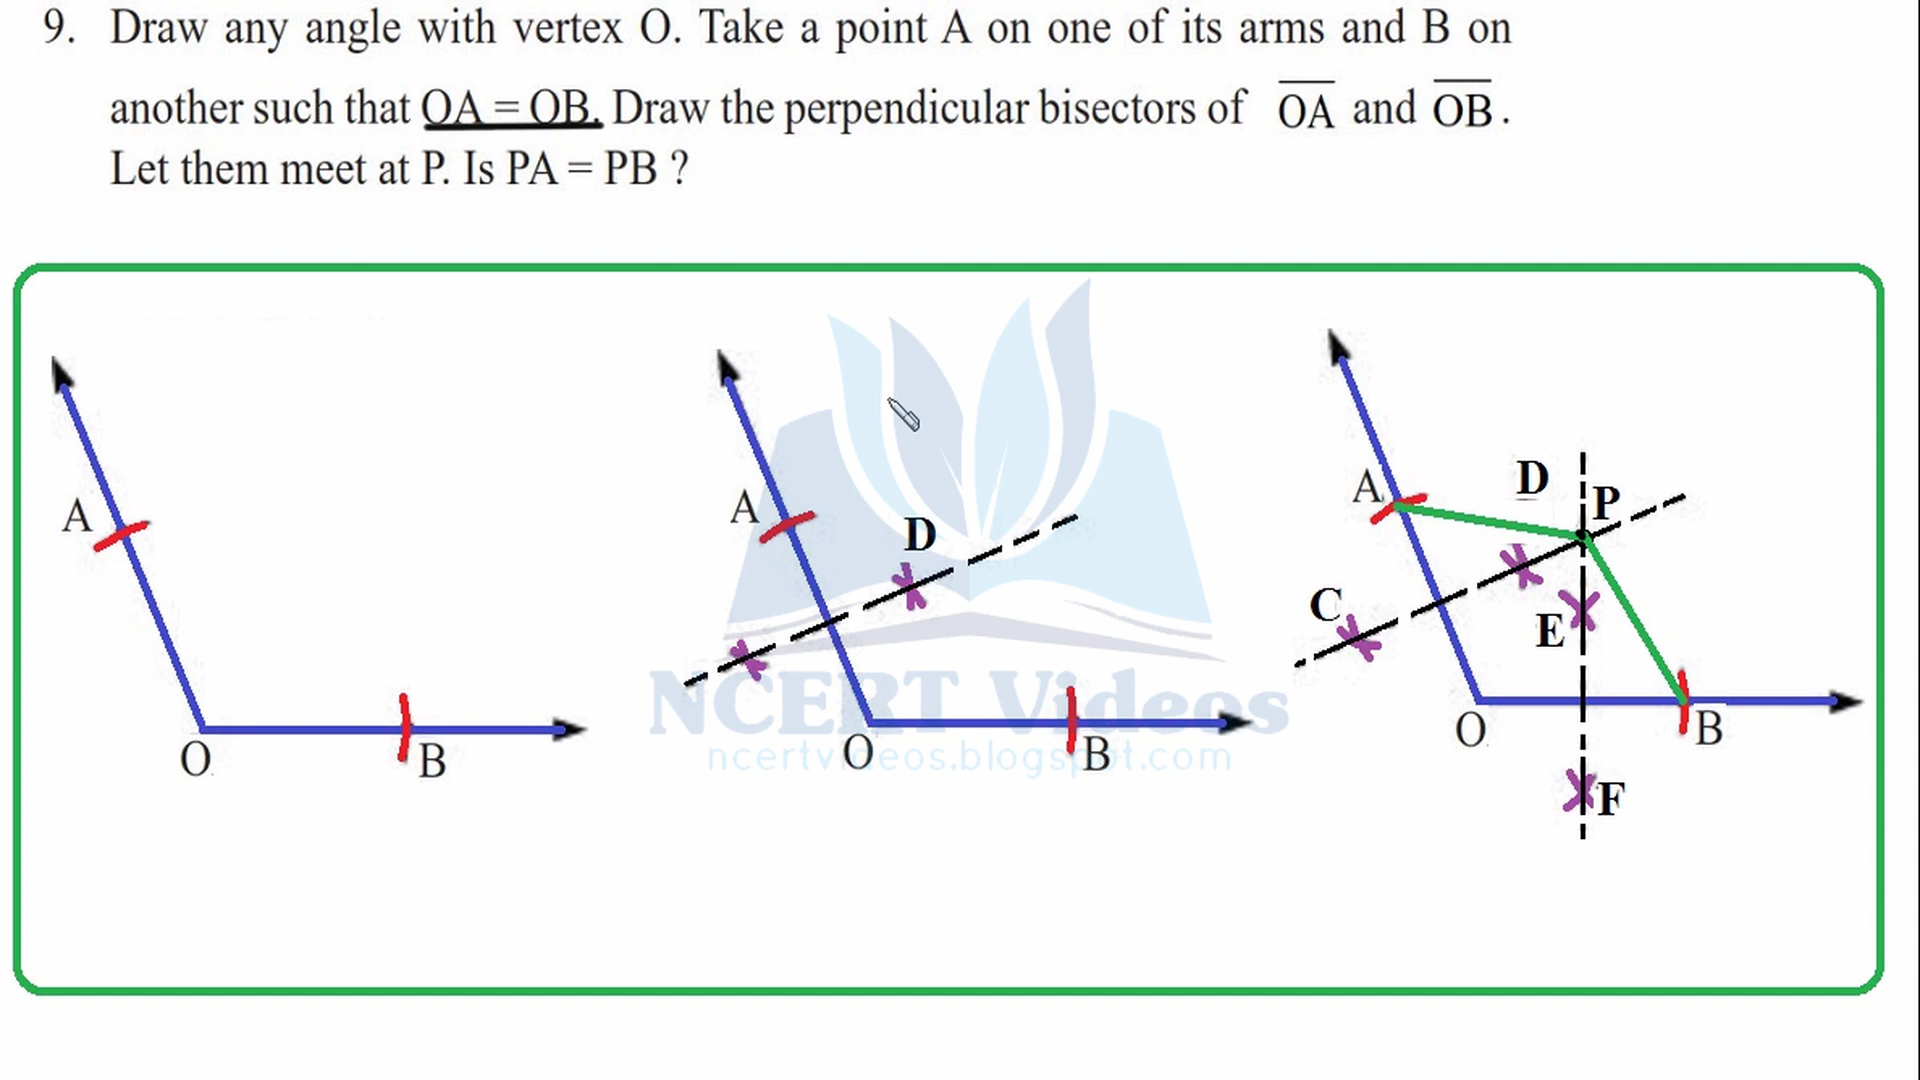 9. Draw any angle with vertex O. Take a point A on one of its arms and B on
another such that OA = OB. Draw the perpendicular bisectors of OA and OB.
Let them meet at P. Is PA = PB ?
A
O
B
A
D
O
B
A
D
P
C
E
O
B
F
NCERT Videos
ncertvideos.blogspot.com